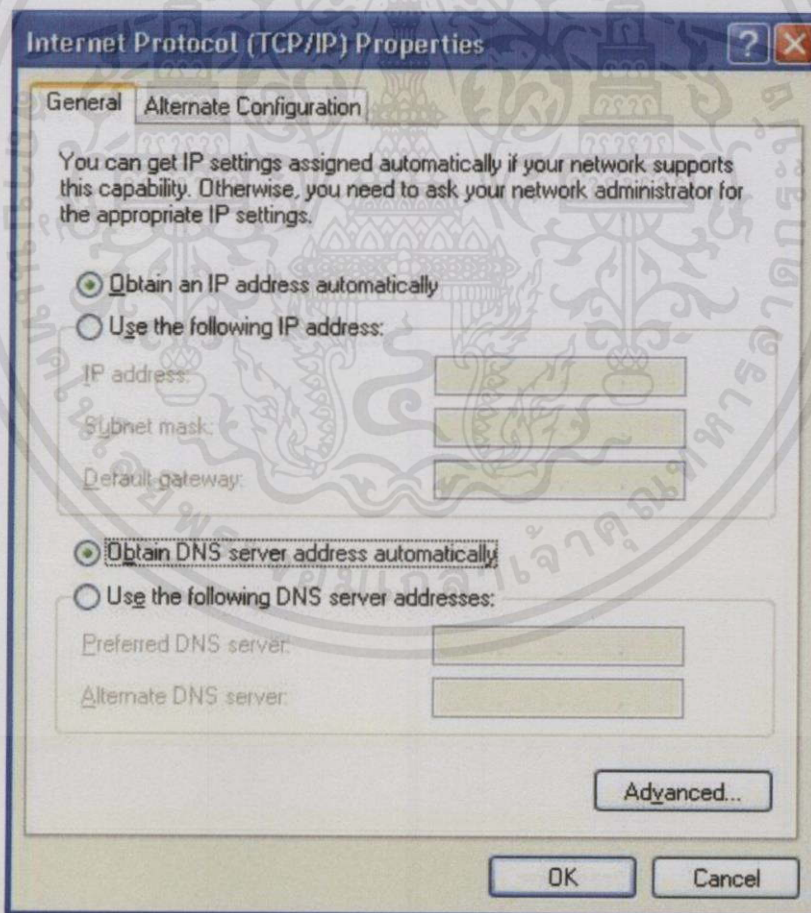 Internet Protocol (TCP/IP) Properties
General
Alternate Configuration
You can get IP settings assigned automatically if your network supports
this capability. Otherwise, you need to ask your network administrator for
the appropriate IP settings.
Obtain an IP address automatically
Use the following IP address:
IP address:
Subnet mask:
Default gateway:
Obtain DNS server address automatically
Use the following DNS server addresses:
Preferred DNS server:
Alternate DNS server:
Advanced...
OK
Cancel